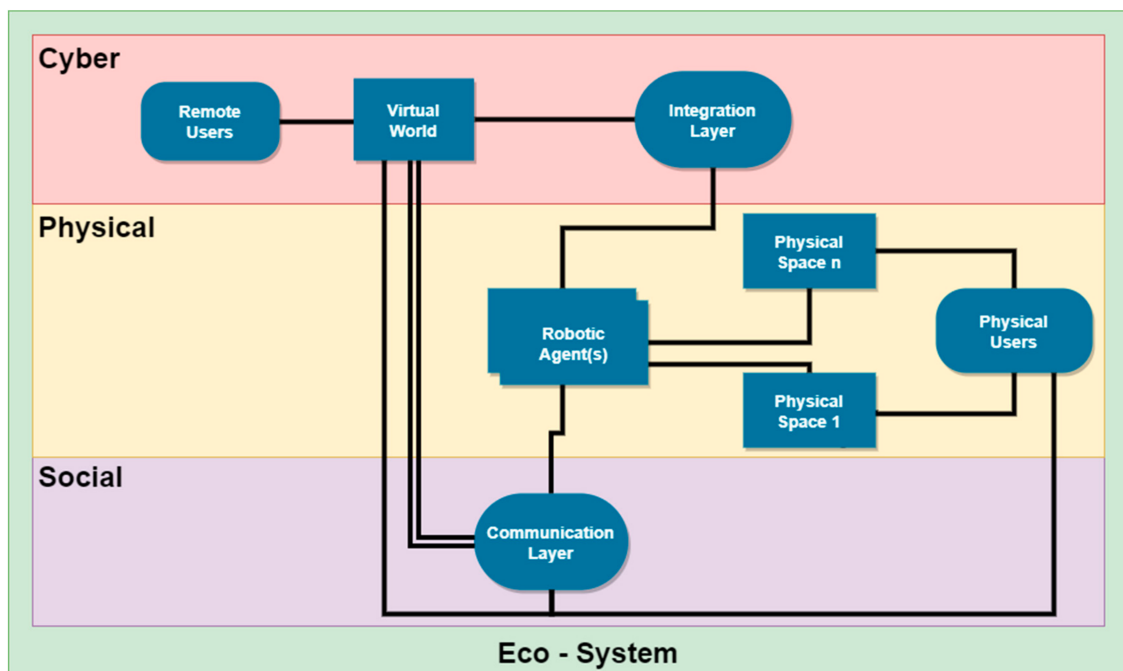 Cyber
Remote
Users
Virtual
World
Integration
Layer
Physical
Physical
Space n
Robotic
Agent(s)
Physical
Users
Physical
Space 1
Social
Communication
Layer
Eco - System